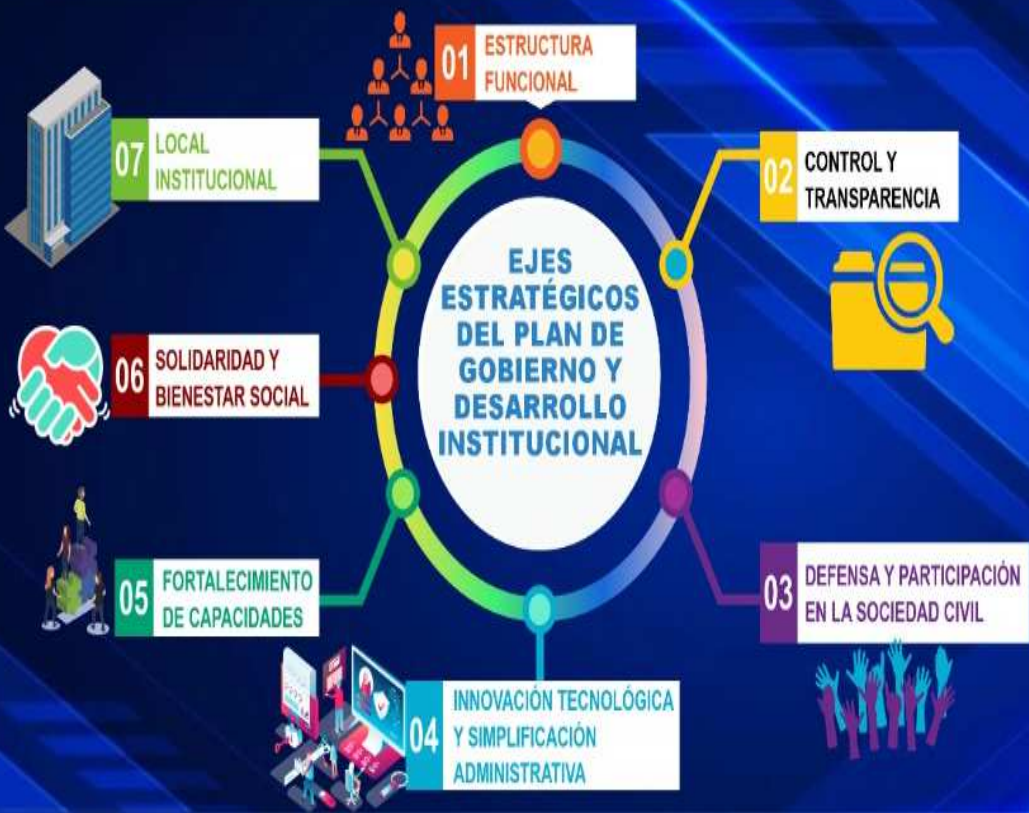 01
ESTRUCTURA
FUNCIONAL
02
CONTROL Y
TRANSPARENCIA
03
DEFENSA Y PARTICIPACIÓN
EN LA SOCIEDAD CIVIL
04
INNOVACIÓN TECNOLÓGICA
Y SIMPLIFICACIÓN
ADMINISTRATIVA
05
FORTALECIMIENTO
DE CAPACIDADES
06
SOLIDARIDAD Y
BIENESTAR SOCIAL
07
LOCAL
INSTITUCIONAL
EJES
ESTRATÉGICOS
DEL PLAN DE
GOBIERNO Y
DESARROLLO
INSTITUCIONAL